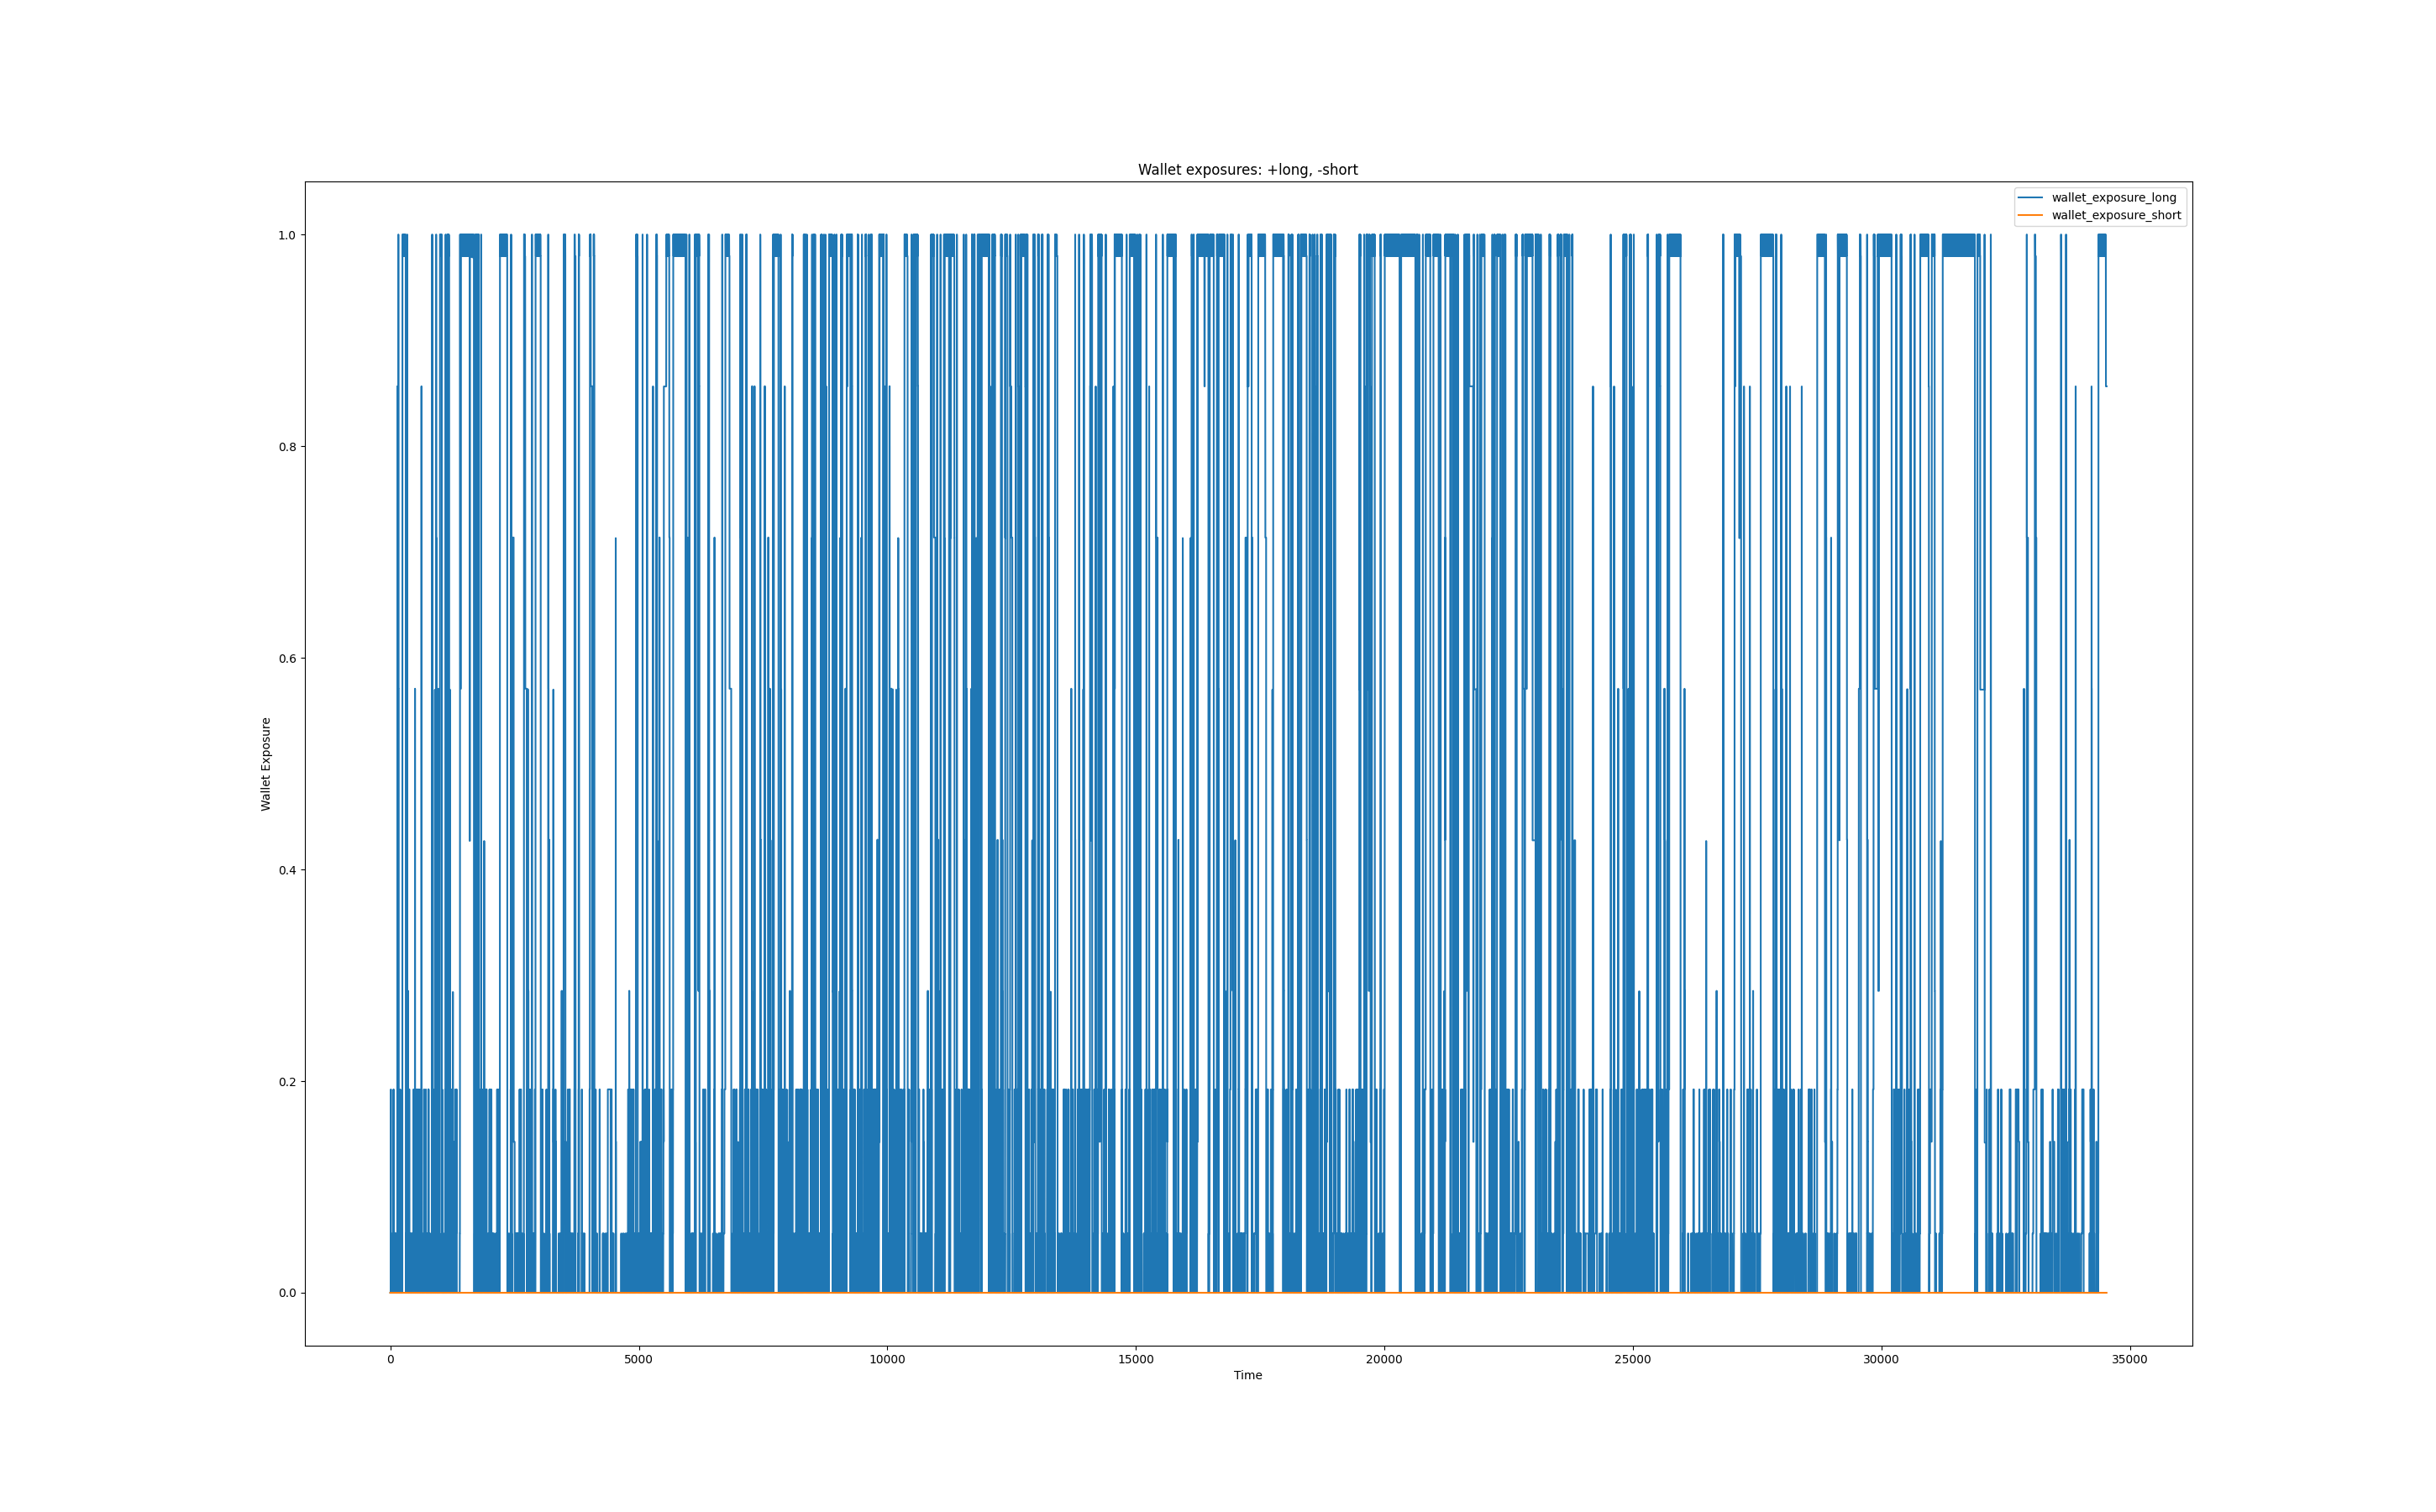 Wallet exposures: +long, -short
wallet_exposure_long
wallet_exposure_short
1.0
0.8
0.6
0.4
0.2
0.0
Wallet Exposure
0 5000 10000 15000 20000 25000 30000 35000
Time